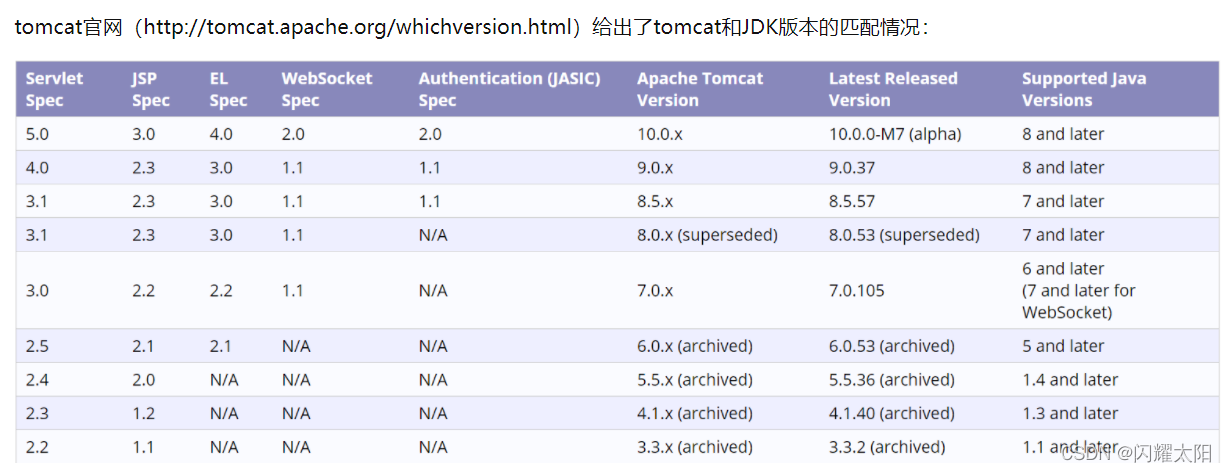 tomcat官网（http://tomcat.apache.org/whichversion.html）给出了tomcat和JDK版本的匹配情况：
Servlet Spec JSP Spec EL Spec WebSocket Spec Authentication (JASIC) Spec Apache Tomcat Version Latest Released Version Supported Java Versions
5.0 3.0 4.0 2.0 2.0 10.0.x 10.0.0-M7 (alpha) 8 and later
4.0 2.3 3.0 1.1 1.1 9.0.x 9.0.37 8 and later
3.1 2.3 3.0 1.1 1.1 8.5.x 8.5.57 7 and later
3.1 2.3 3.0 1.1 N/A 8.0.x (superseded) 8.0.53 (superseded) 7 and later
3.0 2.2 2.2 1.1 N/A 7.0.x 7.0.105 6 and later (7 and later for WebSocket)
2.5 2.1 2.1 N/A N/A 6.0.x (archived) 6.0.53 (archived) 5 and later
2.4 2.0 N/A N/A N/A 5.5.x (archived) 5.5.36 (archived) 1.4 and later
2.3 1.2 N/A N/A N/A 4.1.x (archived) 4.1.40 (archived) 1.3 and later
2.2 1.1 N/A N/A N/A 3.3.x (archived) 3.3.2 (archived) 1.1 and later
CSDN @闪耀太阳